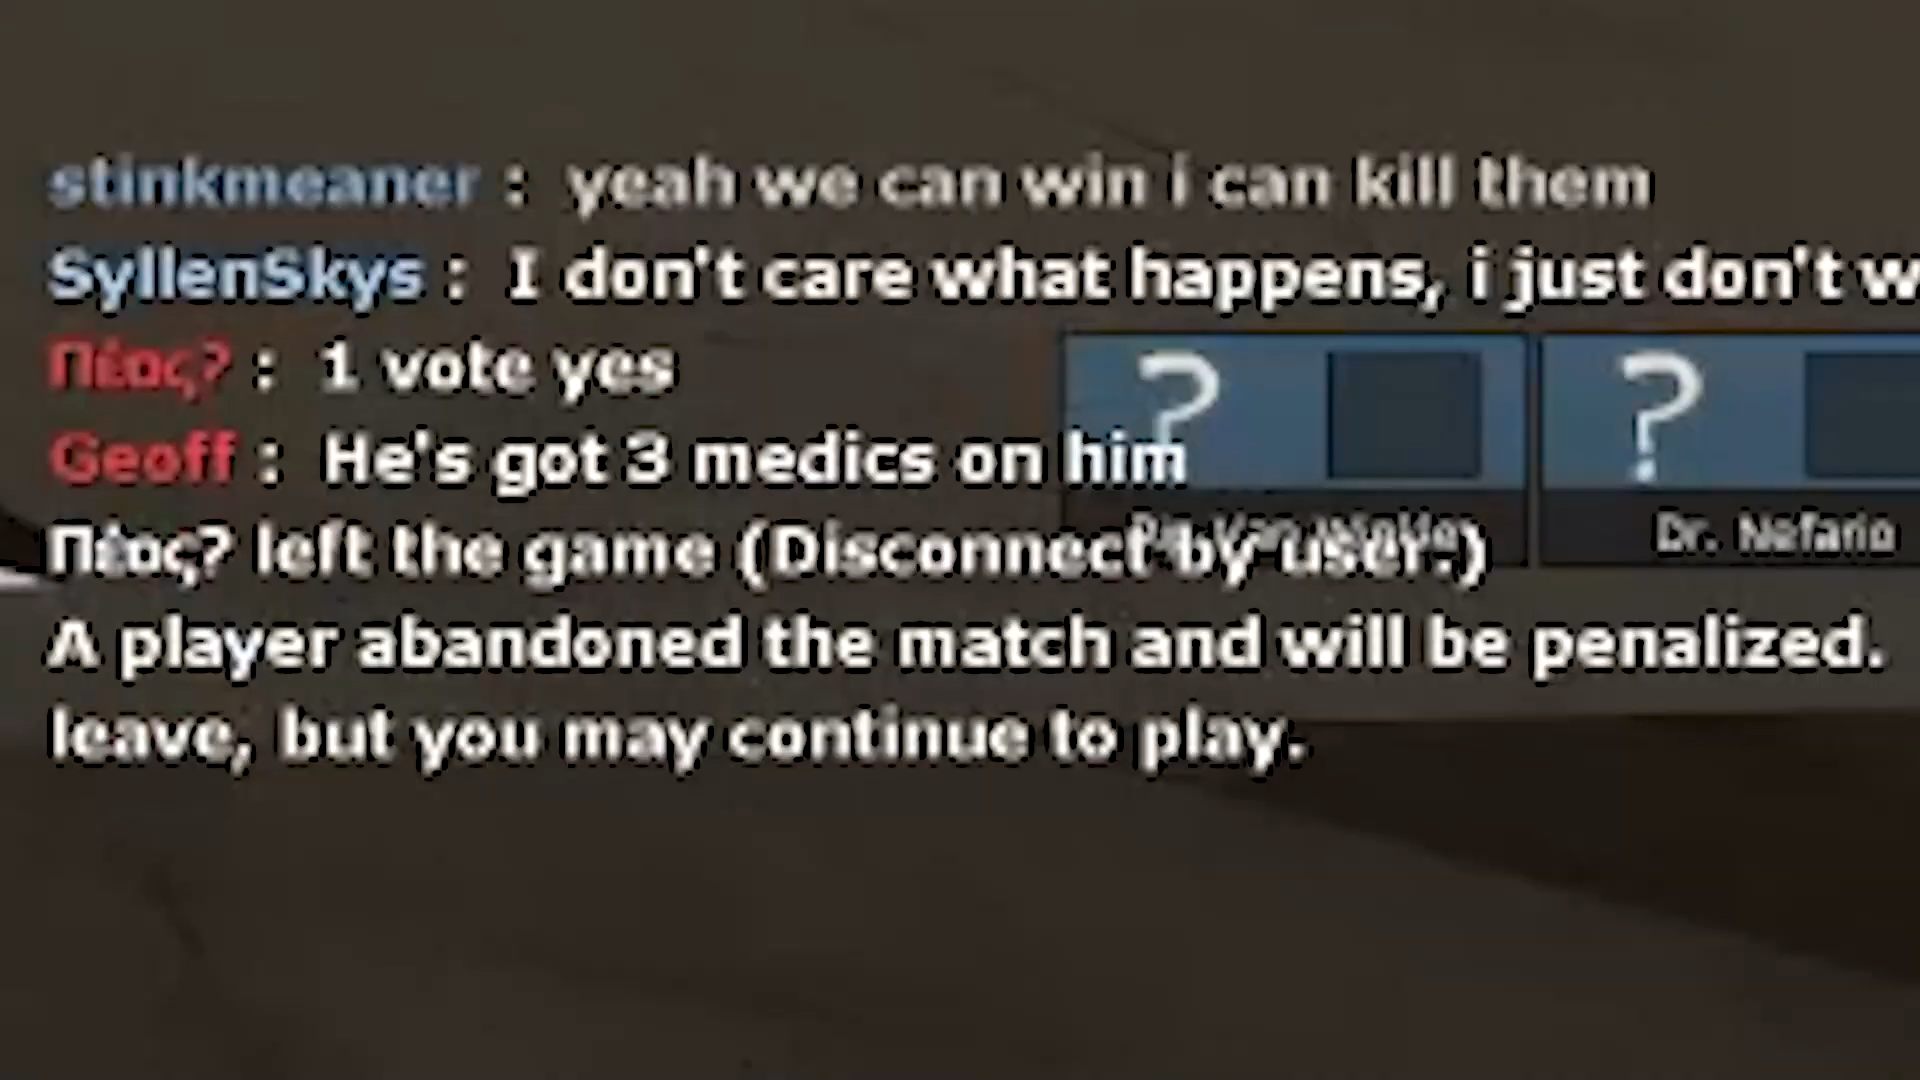 stinkmeaner : yeah we can win i can kill them
SyllenSkys : I don't care what happens, i just don't w
Πέος? : 1 vote yes
? ?
Geoff : He's got 3 medics on him
Πέος? left the game (Disconnect by user.)
Dr. Nefario
A player abandoned the match and will be penalized.
leave, but you may continue to play.